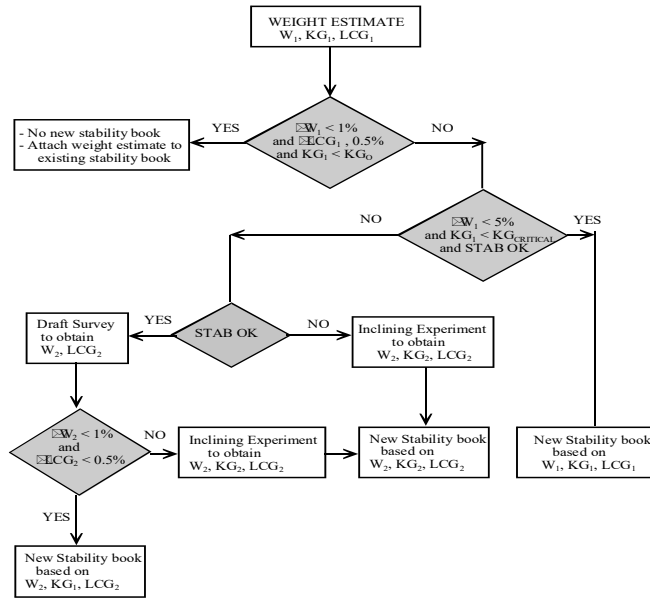 WEIGHT ESTIMATE
W₁, KG₁, LCG₁
YES
- No new stability book
- Attach weight estimate to
existing stability book
W₁ < 1%
and LCG₁ , 0.5%
and KG₁ < KG_O
NO
NO
W₁ < 5%
and KG₁ < KG_CRITICAL
and STAB OK
YES
Draft Survey
to obtain
W₂, LCG₂
YES
STAB OK
NO
Inclining Experiment
to obtain
W₂, KG₂, LCG₂
W₂ < 1%
and
LCG₂ < 0.5%
NO
Inclining Experiment
to obtain
W₂, KG₂, LCG₂
New Stability book
based on
W₂, KG₂, LCG₂
New Stability book
based on
W₁, KG₁, LCG₁
YES
New Stability book
based on
W₂, KG₁, LCG₂